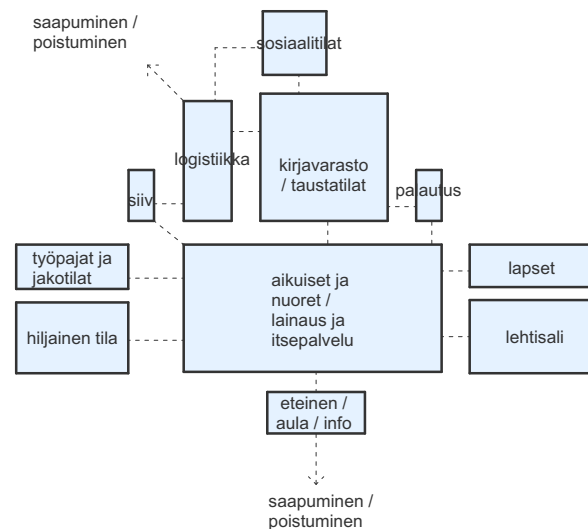 saapuminen /
poistuminen
sosiaalitilat
logistiikka
kirjavarasto
/ taustatilat
palautus
siiv
työpajat ja
jakotilat
aikuiset ja
nuoret /
lainaus ja
itsepalvelu
lapset
hiljainen tila
lehtisali
eteinen /
aula / info
saapuminen /
poistuminen